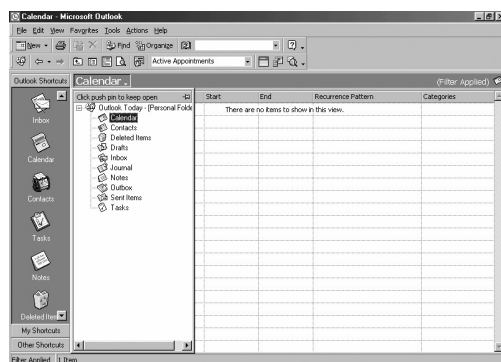 Calendar - Microsoft Outlook
File Edit View Favorites Tools Actions Help
New Find Organize
Active Appointments
Outlook Shortcuts Calendar (Filter Applied)
Click push pin to keep open Start End Recurrence Pattern Categories
Outlook Today - [Personal Folde
There are no items to show in this view.
Calendar
Contacts
Deleted Items
Drafts
Inbox
Journal
Notes
Outbox
Sent Items
Tasks
Inbox
Calendar
Contacts
Tasks
Notes
Deleted Iter
My Shortcuts
Other Shortcuts
Filter Applied 1 Item